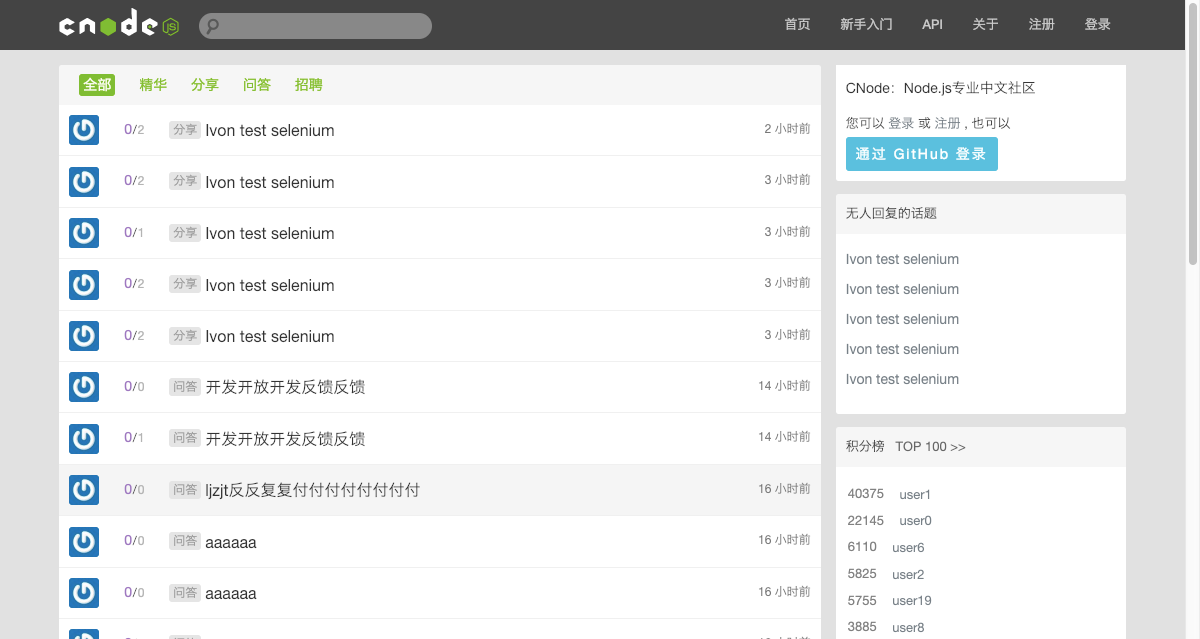 cnode JS
首页 新手入门 API 关于 注册 登录
全部 精华 分享 问答 招聘
0/2 分享 Ivon test selenium 2 小时前
0/2 分享 Ivon test selenium 3 小时前
0/1 分享 Ivon test selenium 3 小时前
0/2 分享 Ivon test selenium 3 小时前
0/2 分享 Ivon test selenium 3 小时前
0/0 问答 开发开放开发反馈反馈 14 小时前
0/1 问答 开发开放开发反馈反馈 14 小时前
0/0 问答 ljzjt反反复复付付付付付付付付 16 小时前
0/0 问答 aaaaaa 16 小时前
0/0 问答 aaaaaa 16 小时前
CNode：Node.js专业中文社区
您可以 登录 或 注册 , 也可以
通过 GitHub 登录
无人回复的话题
Ivon test selenium
Ivon test selenium
Ivon test selenium
Ivon test selenium
Ivon test selenium
积分榜 TOP 100 >>
40375 user1
22145 user0
6110 user6
5825 user2
5755 user19
3885 user8